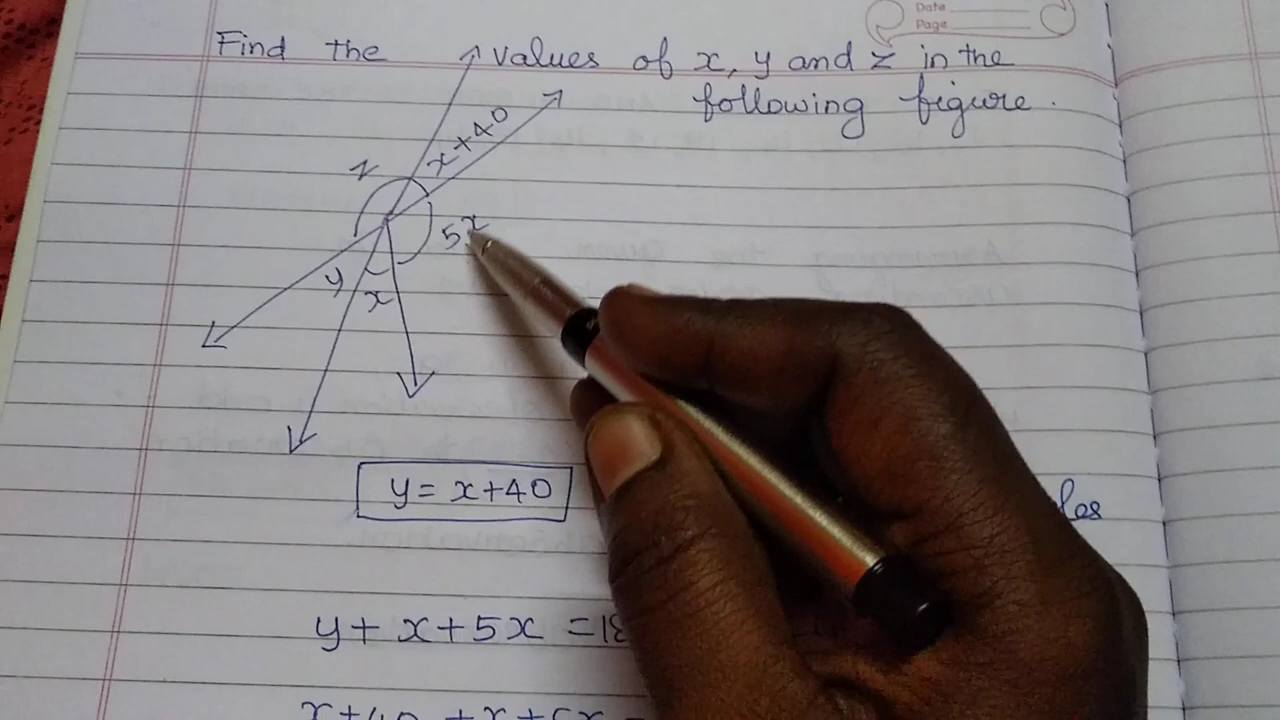 Date
Page
Find the values of x, y and z in the
following figure.
x+40
z
5x
y
x
y = x+40
y + x + 5x = 18